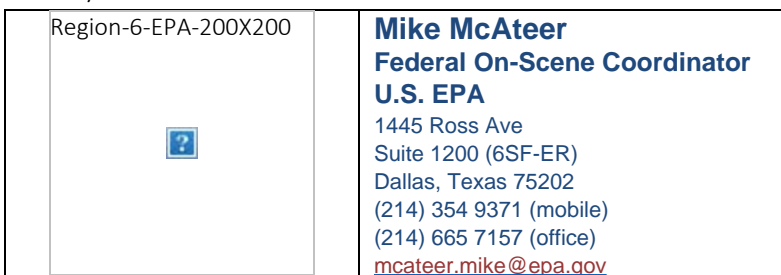 Region-6-EPA-200X200
Mike McAteer
Federal On-Scene Coordinator
U.S. EPA
1445 Ross Ave
Suite 1200 (6SF-ER)
Dallas, Texas 75202
(214) 354 9371 (mobile)
(214) 665 7157 (office)
mcateer.mike@epa.gov